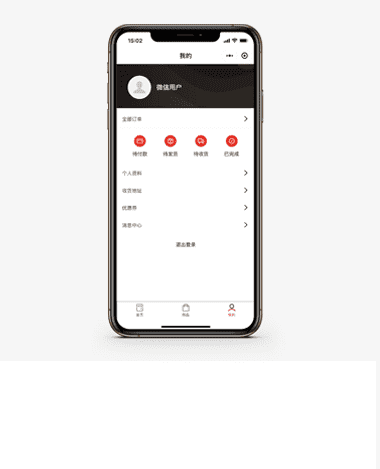 15:02
我的
微信用户
全部订单
待付款 待发货 待收货 已完成
个人资料
收货地址
优惠券
消息中心
退出登录
首页 商品 我的